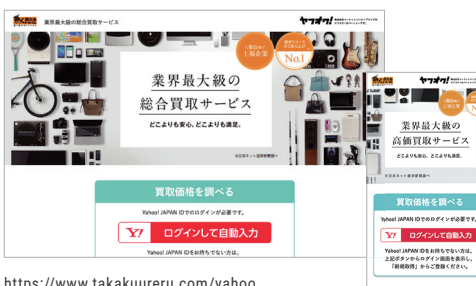 業界最大級の総合買取サービス
ヤフオク!
安心の!
上場企業
No.1
業界最大級の
総合買取サービス
どこよりも安心。どこよりも満足。
買取価格を調べる
Yahoo! JAPAN IDでのログインが必要です。
Y? ログインして自動入力
Yahoo! JAPAN IDをお持ちでない方は、
https://www.takakuureru.com/yahoo
ヤフオク!
業界最大級の
高価買取サービス
どこよりも安心、どこよりも満足。
買取価格を調べる
Yahoo! JAPAN IDでのログインが必要です。
Y? ログインして自動入力
Yahoo! JAPAN IDをお持ちでない方は、
上記ボタンからログイン画面を表示し、
「新規取得」からご登録ください。